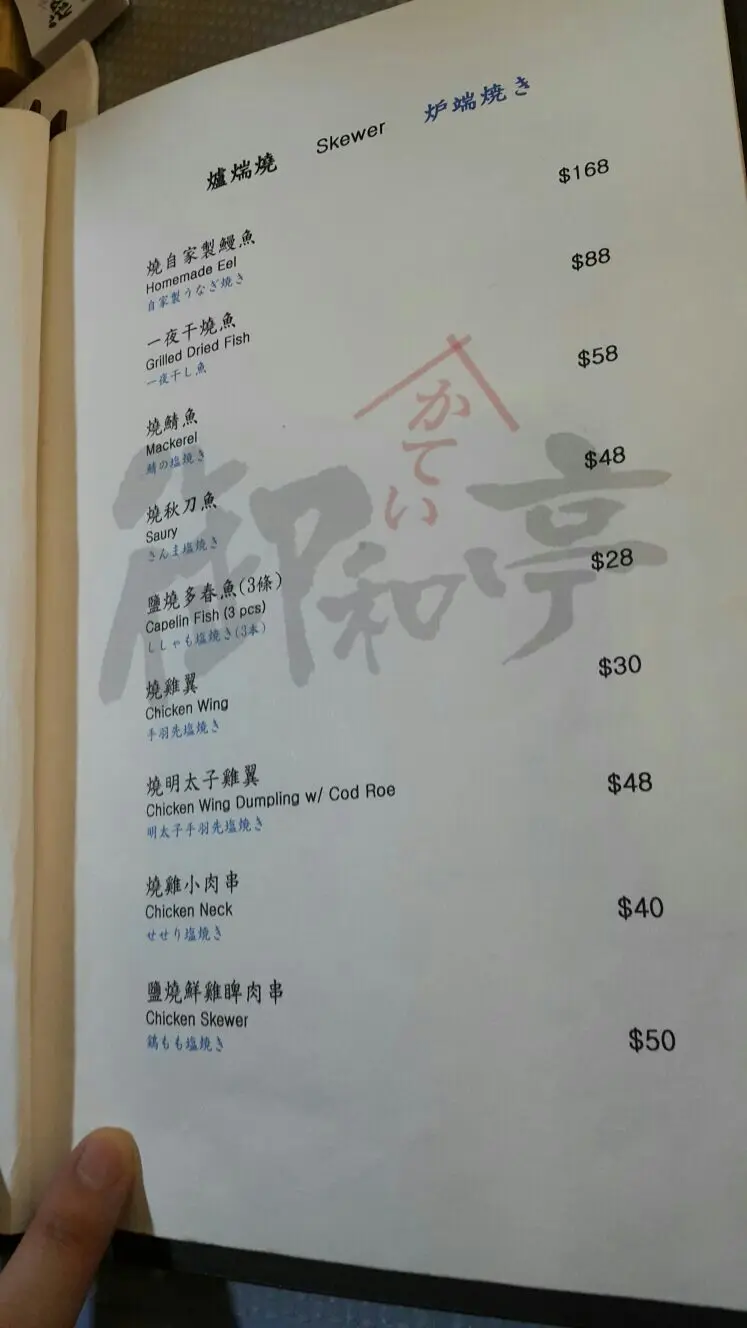 爐端燒 Skewer 炉端焼き
燒自家製鰻魚 $168
Homemade Eel
自家製うなぎ焼き
一夜干燒魚 $88
Grilled Dried Fish
一夜干し魚
燒鯖魚 $58
Mackerel
鯖の塩焼き
燒秋刀魚 $48
Saury
さんま塩焼き
鹽燒多春魚(3條) $28
Capelin Fish (3 pcs)
ししゃも塩焼き(3本)
燒雞翼 $30
Chicken Wing
手羽先塩焼き
燒明太子雞翼 $48
Chicken Wing Dumpling w/ Cod Roe
明太子手羽先塩焼き
燒雞小肉串 $40
Chicken Neck
せせり塩焼き
鹽燒鮮雞睥肉串 $50
Chicken Skewer
鶏もも塩焼き
かてい
御和亭